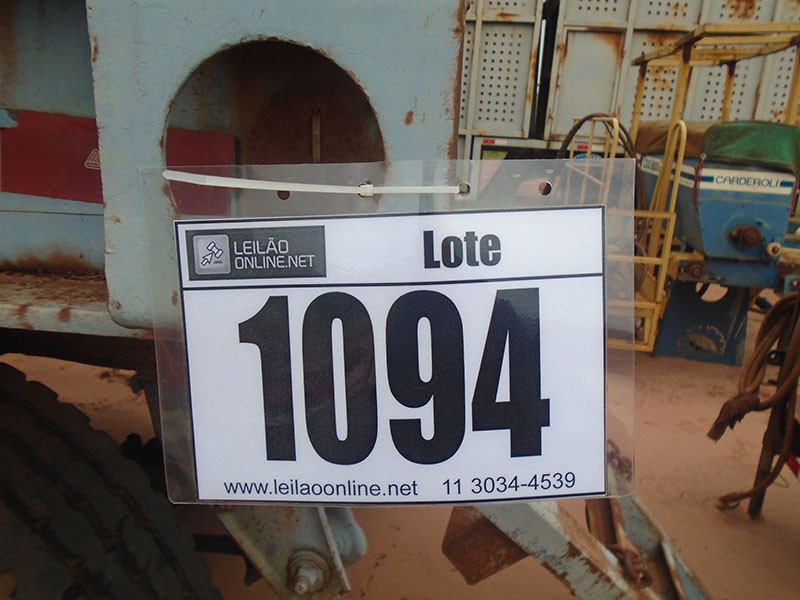 LEILÃO
ONLINE.NET
Lote
1094
www.leilaoonline.net 11 3034-4539
CARDEROLI